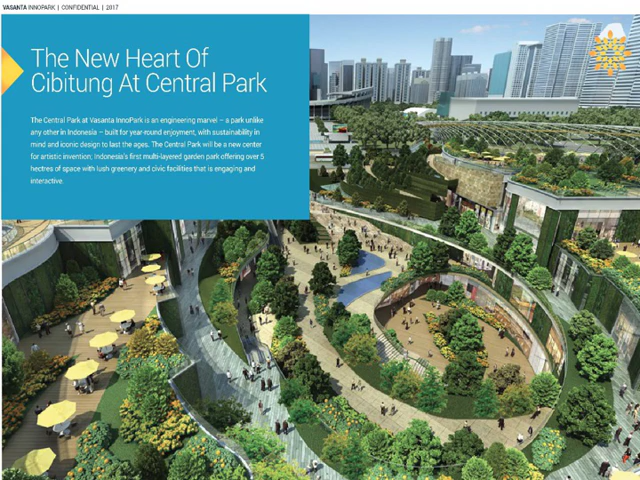 VASANTA INNOPARK | CONFIDENTIAL | 2017
The New Heart Of
Cibitung At Central Park
The Central Park at Vasanta InnoPark is an engineering marvel – a park unlike
any other in Indonesia – built for year-round enjoyment, with sustainability in
mind and iconic design to last the ages. The Central Park will be a new center
for artistic invention; Indonesia's first multi-layered garden park offering over 5
hectres of space with lush greenery and civic facilities that is engaging and
interactive.